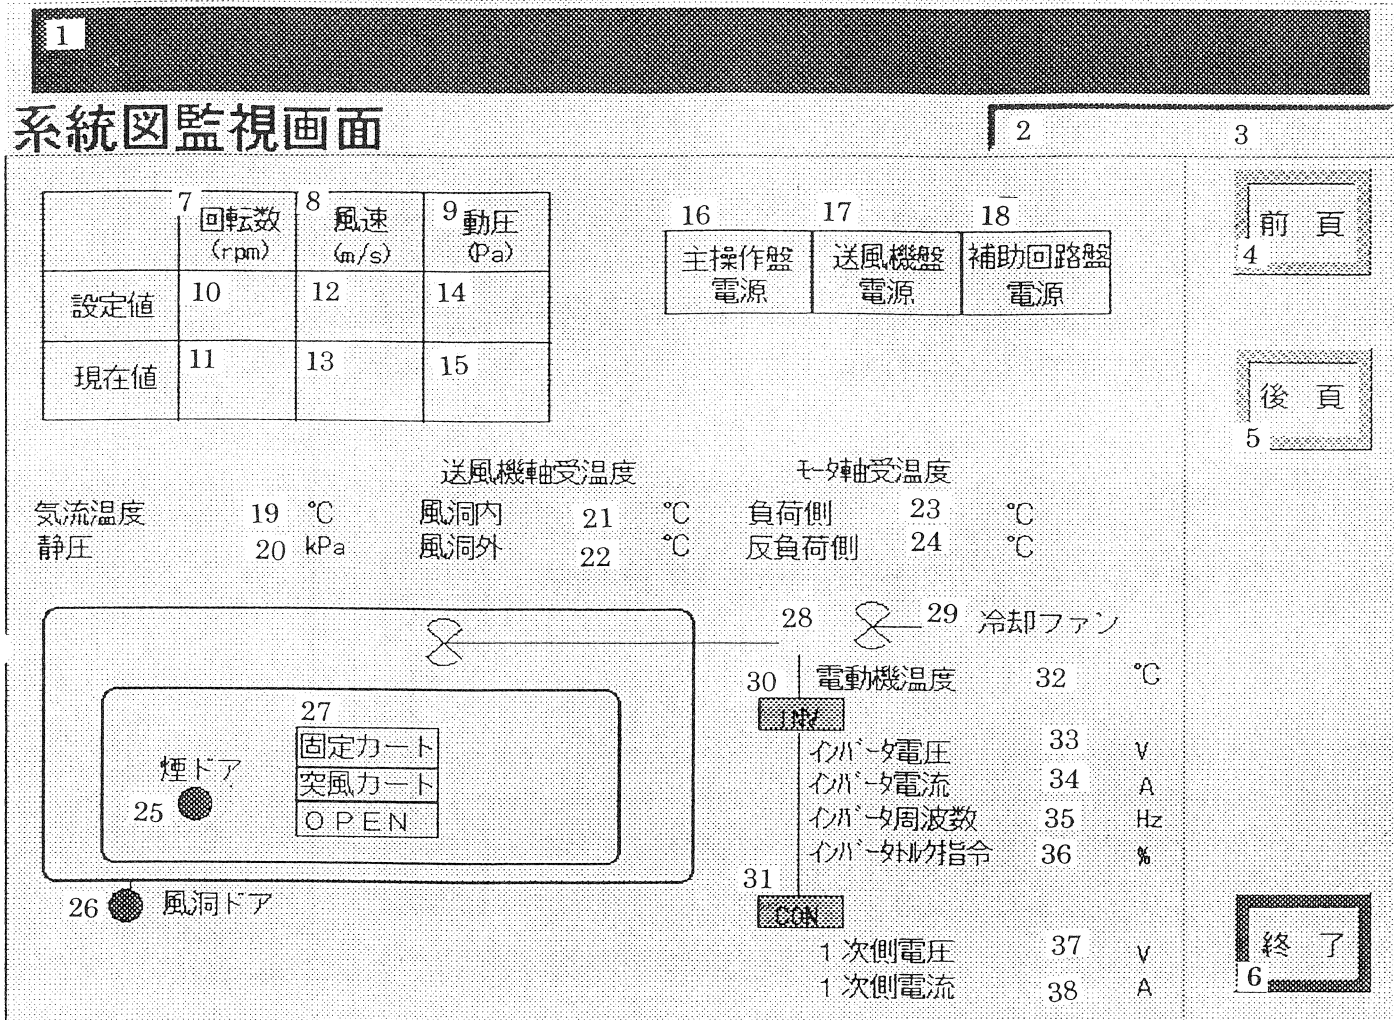 1
系統図監視画面
2 3
7 回転数 (rpm) 8 風速 (m/s) 9 動圧 (Pa)
設定値 10 12 14
現在値 11 13 15
16 17 18
主操作盤 電源 送風機盤 電源 補助回路盤 電源
前 頁
4
後 頁
5
送風機軸受温度 モータ軸受温度
気流温度 19 ℃ 風洞内 21 ℃ 負荷側 23 ℃
静圧 20 kPa 風洞外 22 ℃ 反負荷側 24 ℃
28 29 冷却ファン
30 電動機温度 32 ℃
INV
27
固定カート
突風カート
OPEN
煙ドア
25
26 風洞ドア
インバータ電圧 33 V
インバータ電流 34 A
インバータ周波数 35 Hz
インバータトルク指令 36 %
31
CON
1次側電圧 37 V
1次側電流 38 A
終 了
6